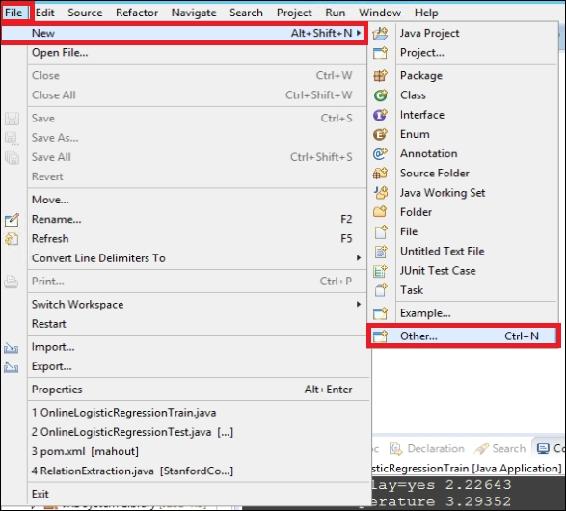 File Edit Source Refactor Navigate Search Project Run Window Help
New Alt+Shift+N
Open File...
Close Ctrl+W
Close All Ctrl+Shift+W
Save Ctrl+S
Save As...
Save All Ctrl+Shift+S
Revert
Move...
Rename... F2
Refresh F5
Convert Line Delimiters To
Print... Ctrl+P
Switch Workspace
Restart
Import...
Export...
Properties Alt+Enter
1 OnlineLogisticRegressionTrain.java
2 OnlineLogisticRegressionTest.java [...]
3 pom.xml [mahout]
4 RelationExtraction.java [StanfordCo...]
Exit
Java Project
Project...
Package
Class
Interface
Enum
Annotation
Source Folder
Java Working Set
Folder
File
Untitled Text File
JUnit Test Case
Task
Example...
Other... Ctrl+N
oc Declaration Search Co
sticRegressionTrain [Java Application]
lay=yes 2.22643
perature 3.29352